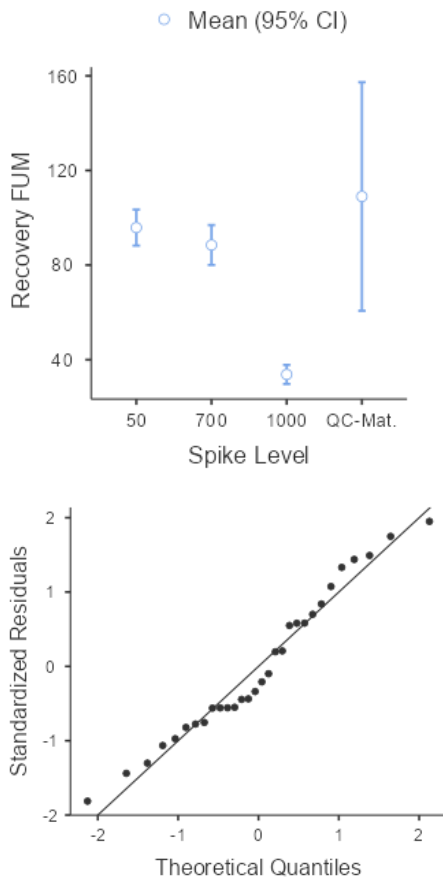 Mean (95% CI)
160
120
80
40
Recovery FUM
50 700 1000 QC-Mat.
Spike Level
2
1
0
-1
-2
Standardized Residuals
-2 -1 0 1 2
Theoretical Quantiles